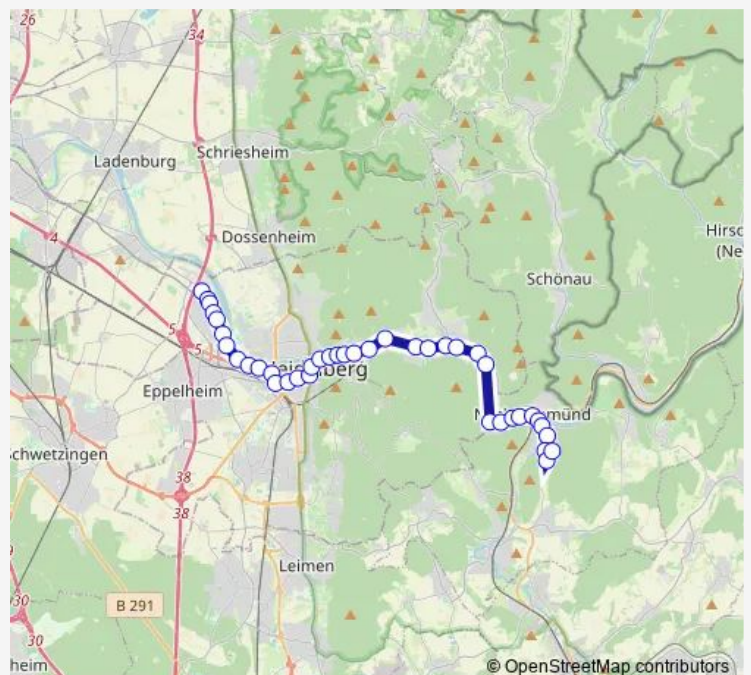 26
34
Ladenburg
Schriesheim
4
Dossenheim
Hirsc
(Ne
Schönau
5
5
Eppelheim
münd
chwetzingen
38
38
Leimen
B 291
30
30
heim
© OpenStreetMap contributors